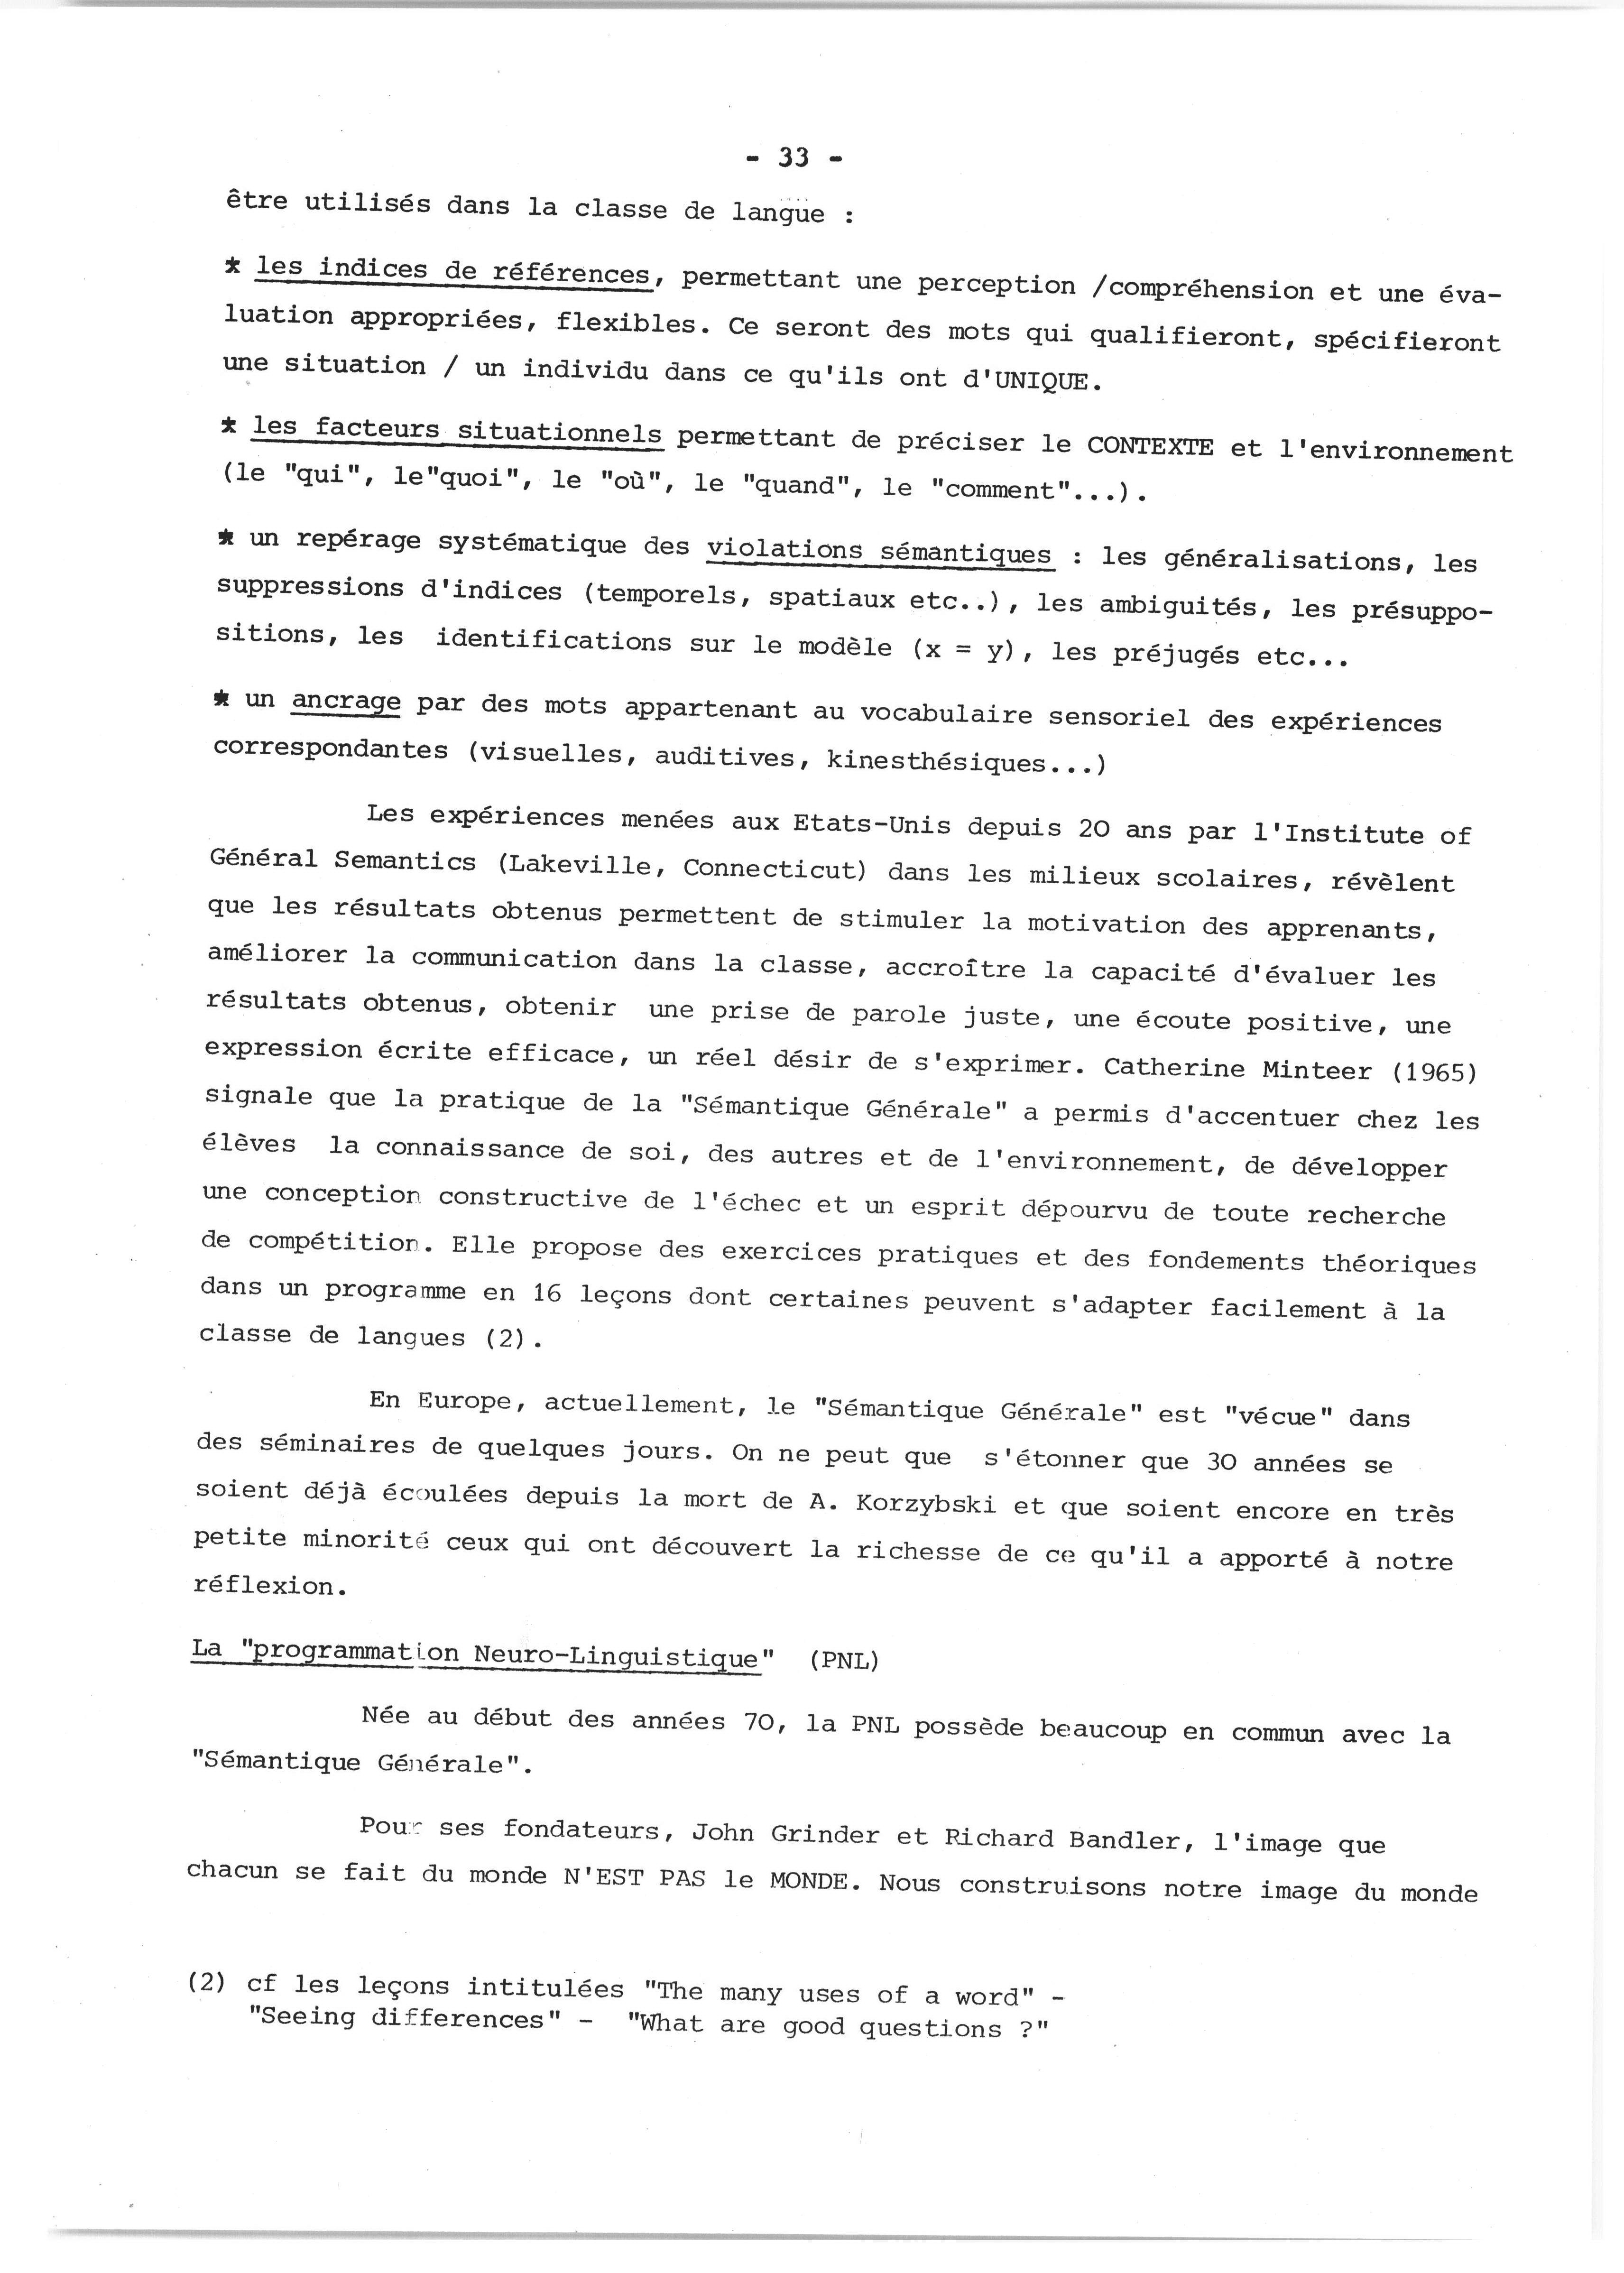 - 33 -
être utilisés dans la classe de langue :
* les indices de références, permettant une perception /compréhension et une éva-
luation appropriées, flexibles. Ce seront des mots qui qualifieront, spécifieront
une situation / un individu dans ce qu'ils ont d'UNIQUE.
* les facteurs situationnels permettant de préciser le CONTEXTE et l'environnement
(le "qui", le"quoi", le "où", le "quand", le "comment"...).
* un repérage systématique des violations sémantiques : les généralisations, les
suppressions d'indices (temporels, spatiaux etc..), les ambiguités, les présuppo-
sitions, les identifications sur le modèle (x = y), les préjugés etc...
* un ancrage par des mots appartenant au vocabulaire sensoriel des expériences
correspondantes (visuelles, auditives, kinesthésiques...)
Les expériences menées aux Etats-Unis depuis 20 ans par l'Institute of
Général Semantics (Lakeville, Connecticut) dans les milieux scolaires, révèlent
que les résultats obtenus permettent de stimuler la motivation des apprenants,
améliorer la communication dans la classe, accroître la capacité d'évaluer les
résultats obtenus, obtenir une prise de parole juste, une écoute positive, une
expression écrite efficace, un réel désir de s'exprimer. Catherine Minteer (1965)
signale que la pratique de la "Sémantique Générale" a permis d'accentuer chez les
élèves la connaissance de soi, des autres et de l'environnement, de développer
une conception constructive de l'échec et un esprit dépourvu de toute recherche
de compétition. Elle propose des exercices pratiques et des fondements théoriques
dans un programme en 16 leçons dont certaines peuvent s'adapter facilement à la
classe de langues (2).
En Europe, actuellement, le "Sémantique Générale" est "vécue" dans
des séminaires de quelques jours. On ne peut que s'étonner que 30 années se
soient déjà écoulées depuis la mort de A. Korzybski et que soient encore en très
petite minorité ceux qui ont découvert la richesse de ce qu'il a apporté à notre
réflexion.
La "programmation Neuro-Linguistique" (PNL)
Née au début des années 70, la PNL possède beaucoup en commun avec la
"Sémantique Générale".
Pour ses fondateurs, John Grinder et Richard Bandler, l'image que
chacun se fait du monde N'EST PAS le MONDE. Nous construisons notre image du monde
(2) cf les leçons intitulées "The many uses of a word" -
"Seeing differences" - "What are good questions ?"